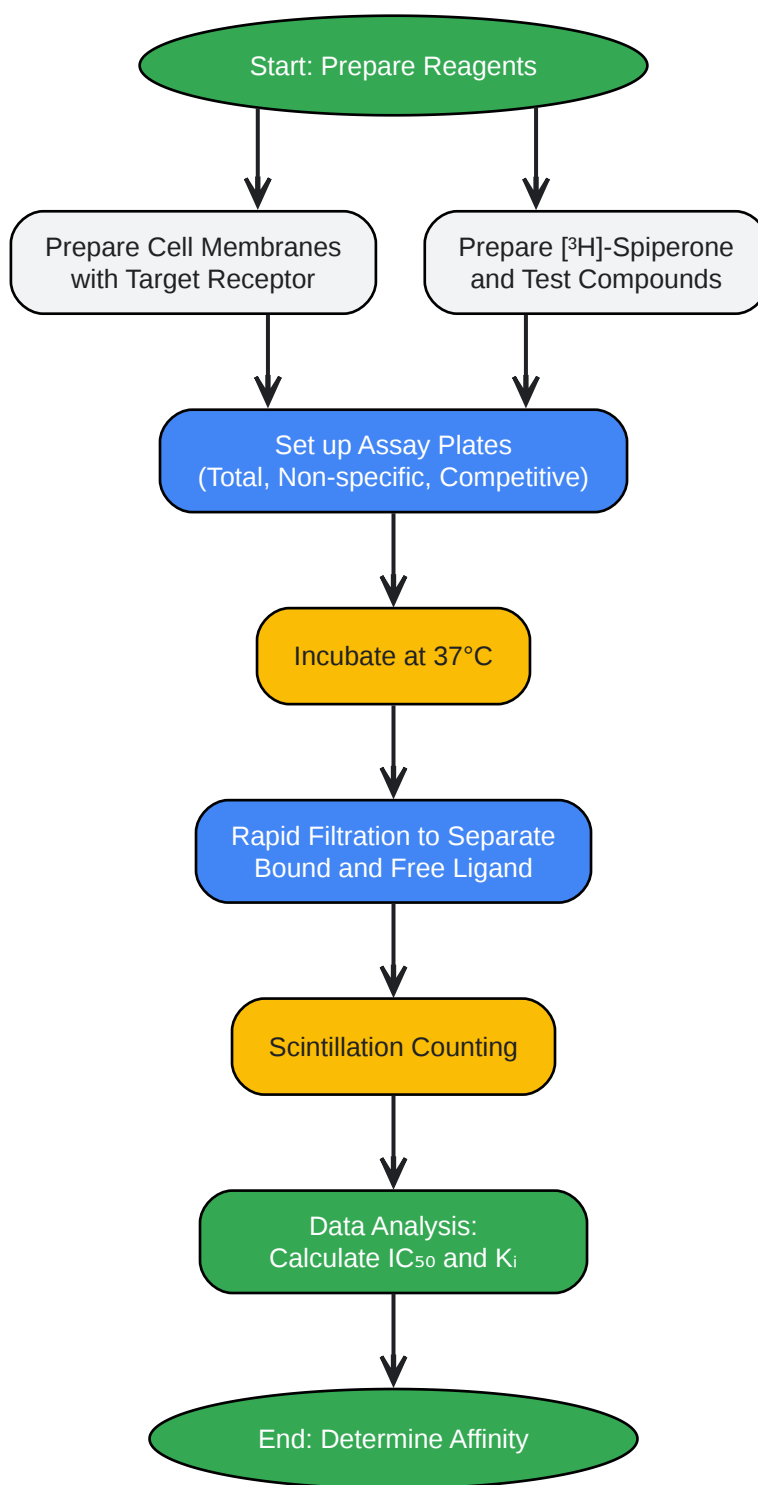 Start: Prepare Reagents
Prepare Cell Membranes
with Target Receptor
Prepare [³H]-Spiperone
and Test Compounds
Set up Assay Plates
(Total, Non-specific, Competitive)
Incubate at 37°C
Rapid Filtration to Separate
Bound and Free Ligand
Scintillation Counting
Data Analysis:
Calculate IC₅₀ and Kᵢ
End: Determine Affinity